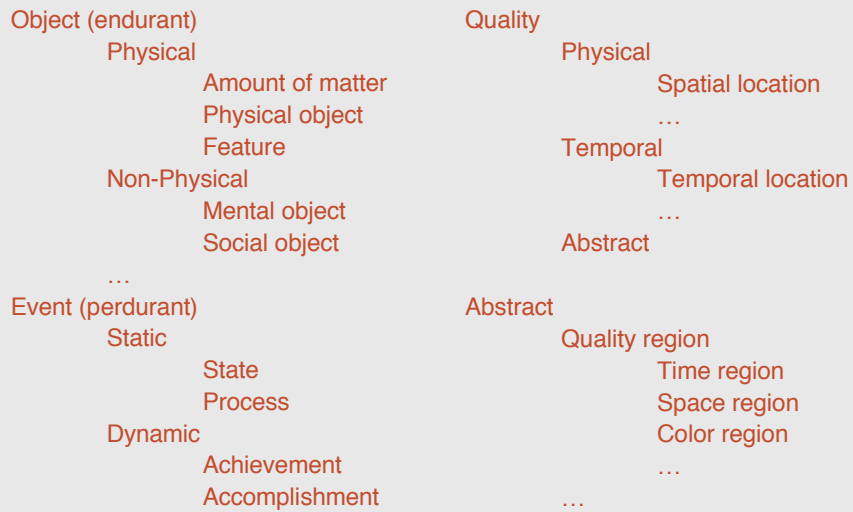 Object (endurant)
Physical
Amount of matter
Physical object
Feature
Non-Physical
Mental object
Social object
…
Event (perdurant)
Static
State
Process
Dynamic
Achievement
Accomplishment
Quality
Physical
Spatial location
…
Temporal
Temporal location
…
Abstract
Abstract
Quality region
Time region
Space region
Color region
…
…